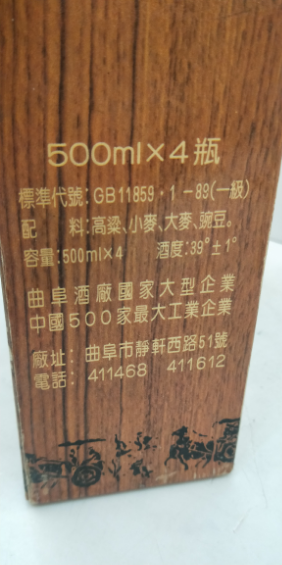 500ml×4瓶
標準代號:GB11859·1-89(一級)
配 料:高粱、小麥、大麥、豌豆。
容量:500ml×4 酒度:39°±1°
曲阜酒廠國家大型企業
中國500家最大工業企業
廠址: 曲阜市靜軒西路51號
電話: 411468 411612